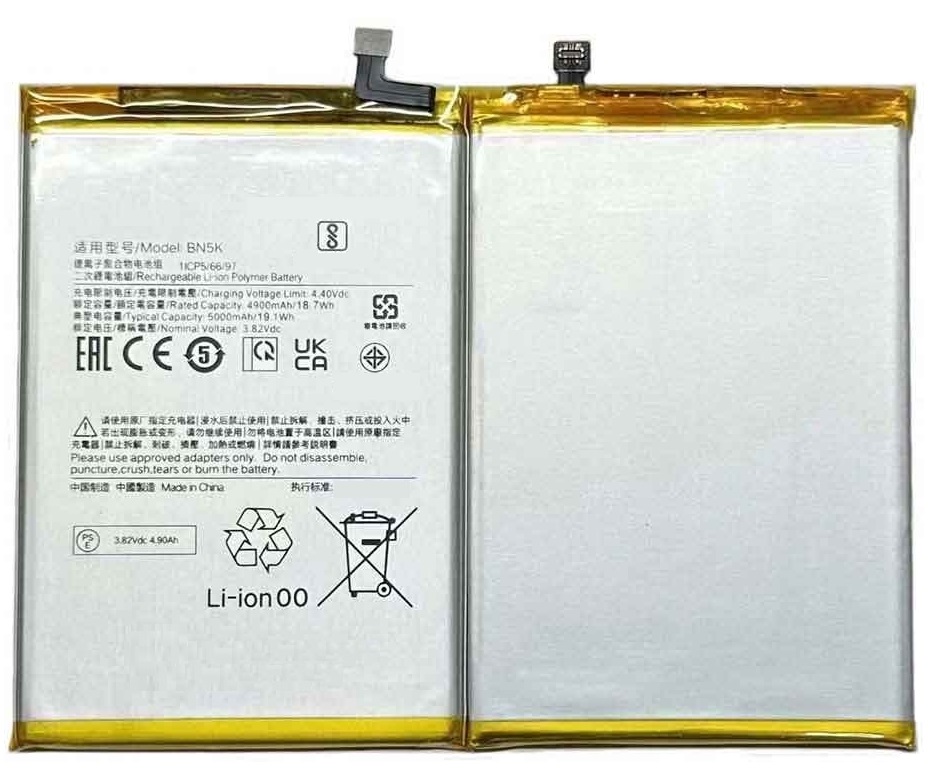 适用型号/Model: BN5K
锂离子聚合物电池组 1ICP5/66/97
二次鋰電池組/Rechargeable Li-ion Polymer Battery
充电限制电压/充電限制電壓/Charging Voltage Limit: 4.40Vdc
额定容量/額定電容量/Rated Capacity: 4900mAh/18.7Wh
典型电容量/Typical Capacity: 5000mAh/19.1Wh
额定电压/標稱電壓/Nominal Voltage: 3.82Vdc
廢電池請回收
EAC CE 5 UK
CA
请使用原厂指定充电器|浸水后禁止使用|禁止拆解、撞击、挤压或投入火中
若出现膨胀或变形，请勿继续使用|勿将电池置于高温区|請使用原廠指定
充電器|禁止拆解、刺破、擠壓、加熱或燃燒|詳情請參考説明書
Please use approved adapters only. Do not disassemble,
puncture,crush,tears or burn the battery.
中国制造 中國製造 Made in China 执行标准:
PS
E 3.82Vdc 4.90Ah
Li-ion 00